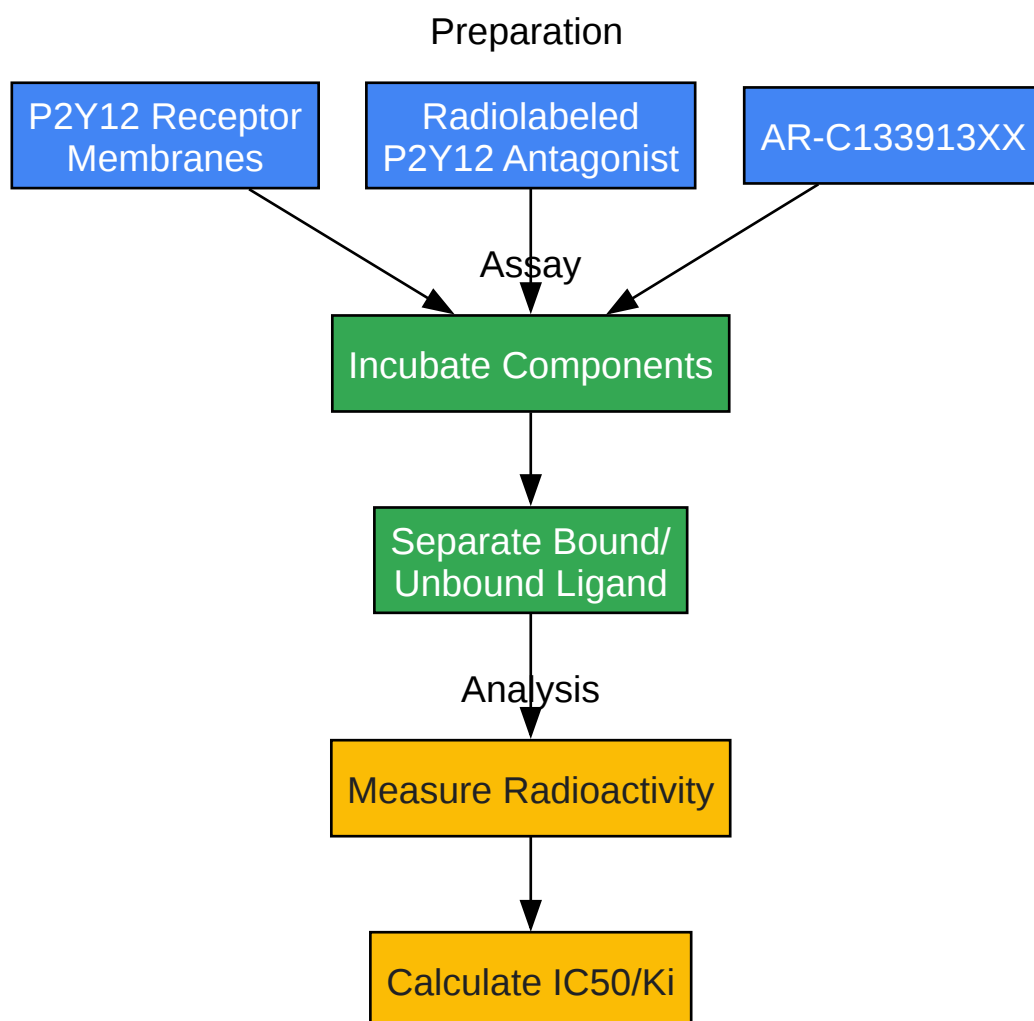 Preparation
P2Y12 Receptor
Membranes
Radiolabeled
P2Y12 Antagonist
AR-C133913XX
Assay
Incubate Components
Separate Bound/
Unbound Ligand
Analysis
Measure Radioactivity
Calculate IC50/Ki